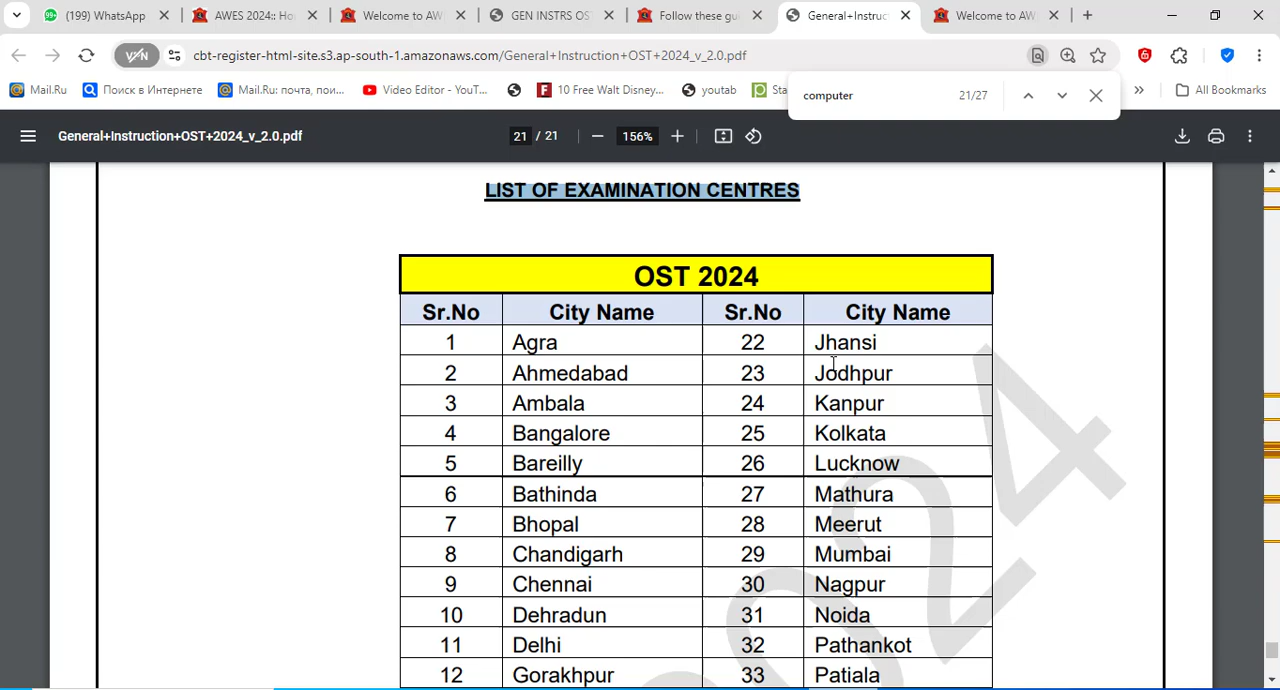 (199) WhatsApp
AWES 2024:: Ho
Welcome to AW
GEN INSTRS OS
Follow these gu
General+Instruc
Welcome to AW
VPN
cbt-register-html-site.s3.ap-south-1.amazonaws.com/General+Instruction+OST+2024_v_2.0.pdf
Mail.Ru
Поиск в Интернете
Mail.Ru: почта, пои...
Video Editor - YouT...
10 Free Walt Disney...
youtab
Sta
computer 21/27
All Bookmarks
General+Instruction+OST+2024_v_2.0.pdf
21 / 21
156%
LIST OF EXAMINATION CENTRES
OST 2024
Sr.No City Name Sr.No City Name
1 Agra 22 Jhansi
2 Ahmedabad 23 Jodhpur
3 Ambala 24 Kanpur
4 Bangalore 25 Kolkata
5 Bareilly 26 Lucknow
6 Bathinda 27 Mathura
7 Bhopal 28 Meerut
8 Chandigarh 29 Mumbai
9 Chennai 30 Nagpur
10 Dehradun 31 Noida
11 Delhi 32 Pathankot
12 Gorakhpur 33 Patiala